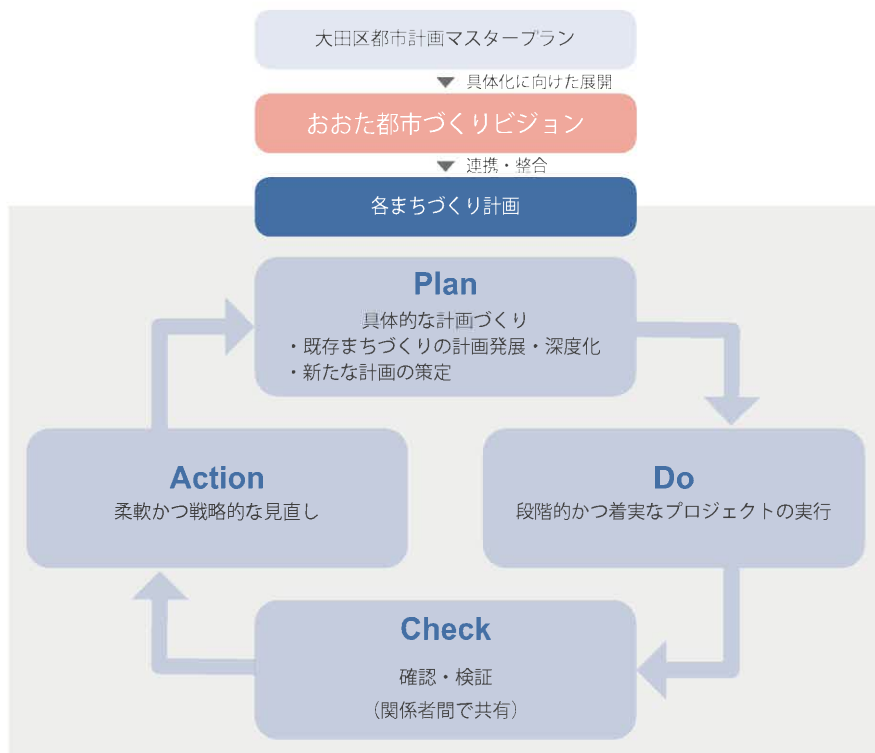 大田区都市計画マスタープラン
具体化に向けた展開
おおた都市づくりビジョン
連携・整合
各まちづくり計画
Plan
具体的な計画づくり
・既存まちづくりの計画発展・深度化
・新たな計画の策定
Action
柔軟かつ戦略的な見直し
Do
段階的かつ着実なプロジェクトの実行
Check
確認・検証
（関係者間で共有）